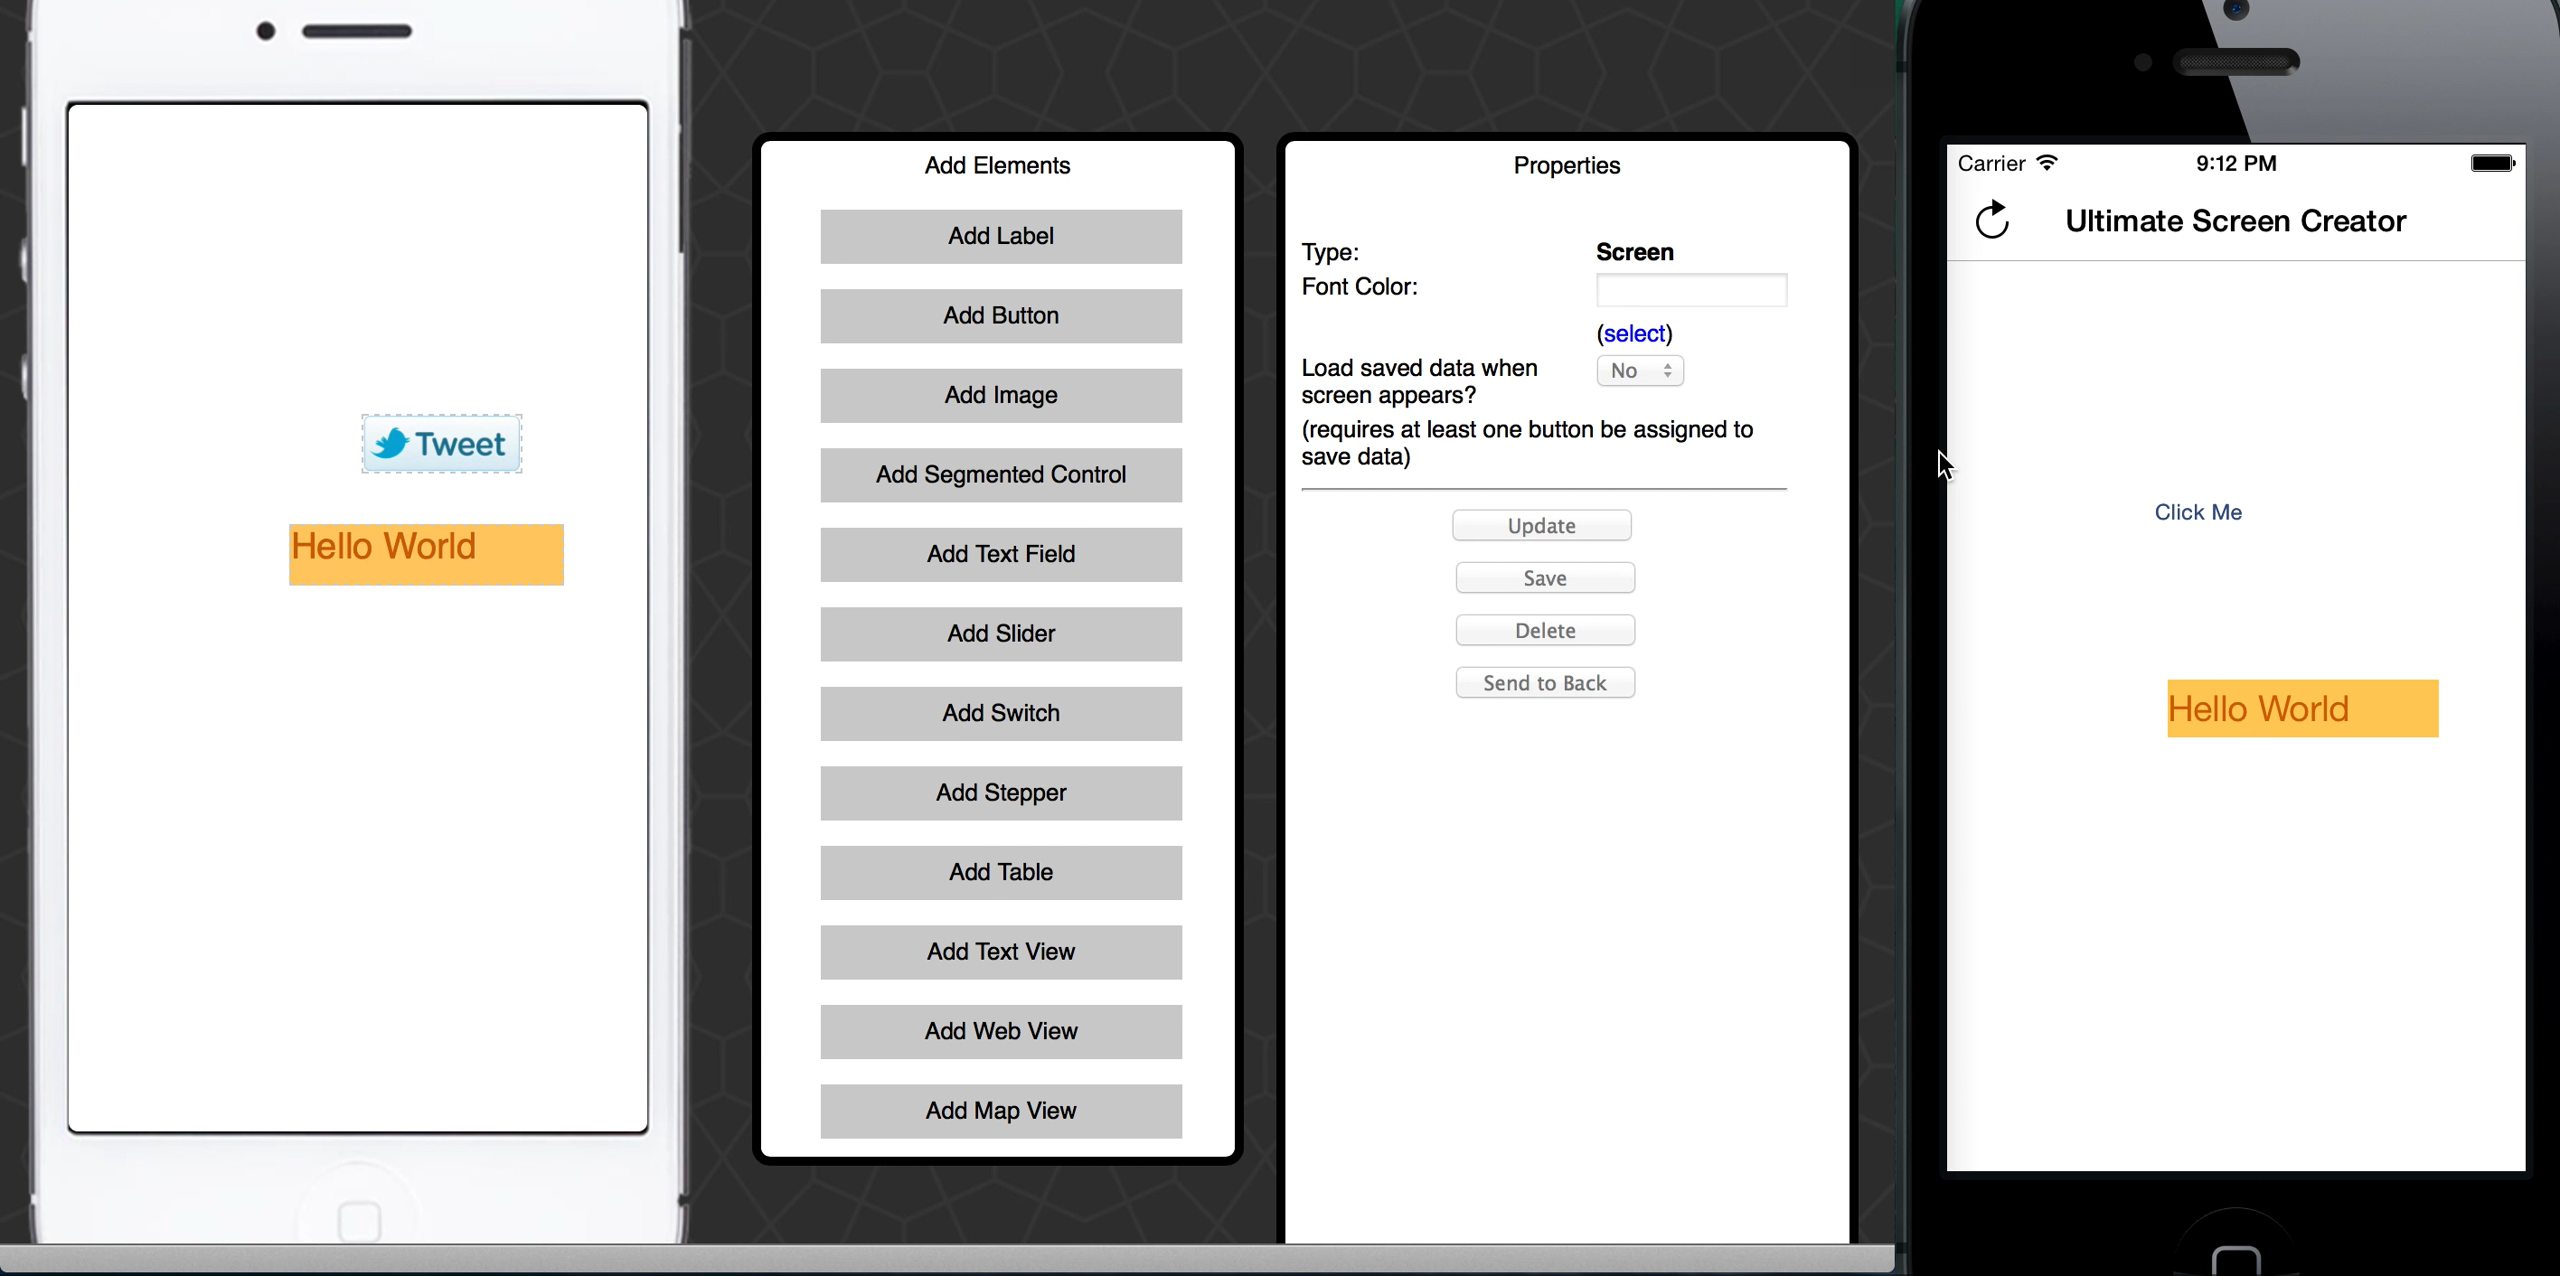 Tweet
Hello World
Add Elements
Add Label
Add Button
Add Image
Add Segmented Control
Add Text Field
Add Slider
Add Switch
Add Stepper
Add Table
Add Text View
Add Web View
Add Map View
Properties
Type: Screen
Font Color:
(select)
Load saved data when No
screen appears?
(requires at least one button be assigned to
save data)
Update
Save
Delete
Send to Back
Carrier 9:12 PM
Ultimate Screen Creator
Click Me
Hello World